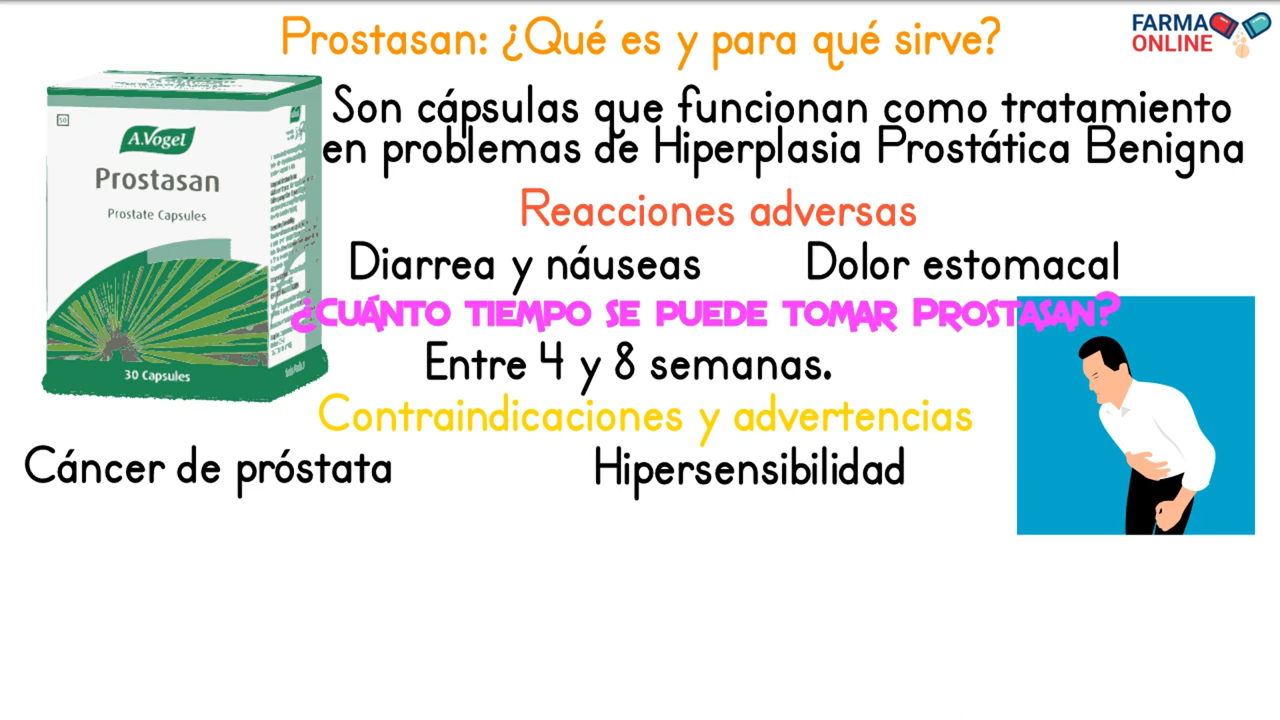 Prostasan: ¿Qué es y para qué sirve?
FARMA
ONLINE
Son cápsulas que funcionan como tratamiento
en problemas de Hiperplasia Prostática Benigna
A.Vogel
Prostasan
Prostate Capsules
30 Capsules
Reacciones adversas
Diarrea y náuseas
Dolor estomacal
¿CUÁNTO TIEMPO SE PUEDE TOMAR PROSTASAN?
Entre 4 y 8 semanas.
Contraindicaciones y advertencias
Cáncer de próstata
Hipersensibilidad